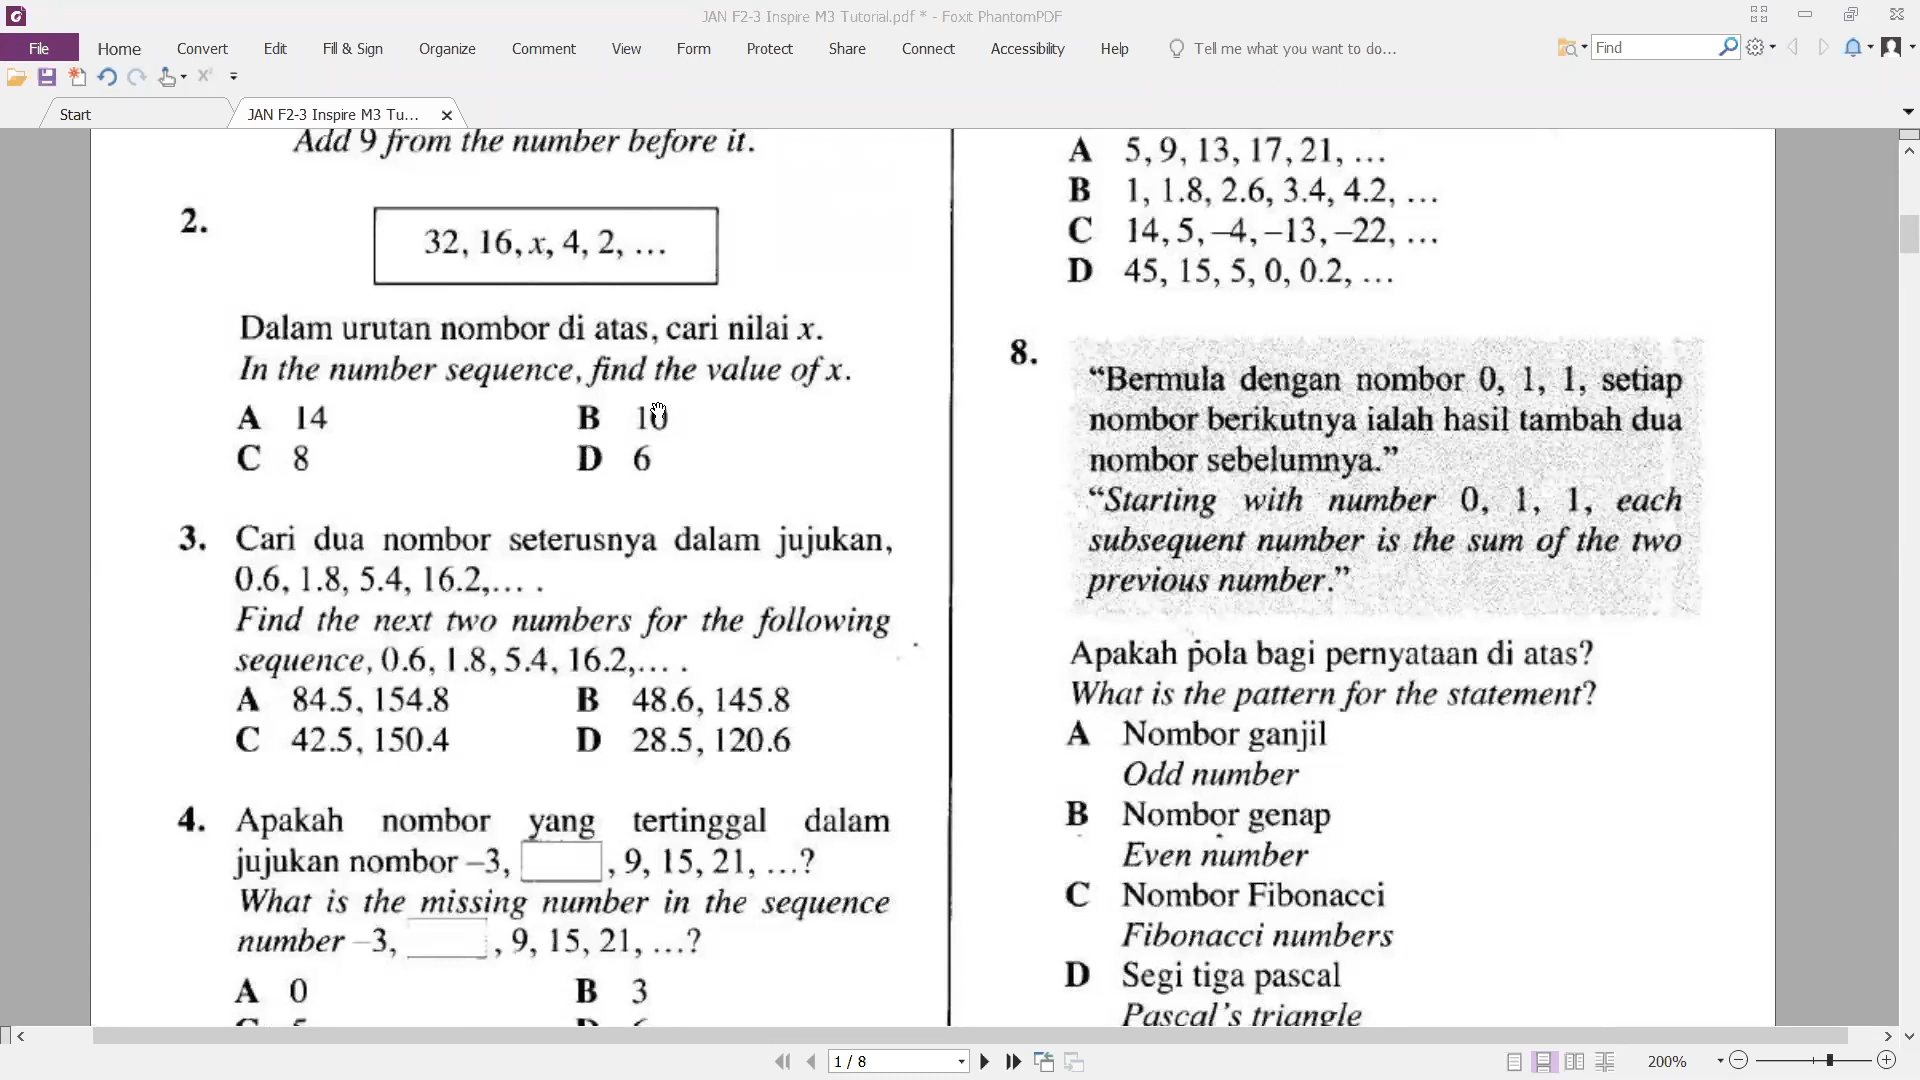 JAN F2-3 Inspire M3 Tutorial.pdf * - Foxit PhantomPDF
File Home Convert Edit Fill & Sign Organize Comment View Form Protect Share Connect Accessibility Help Tell me what you want to do... Find
Start JAN F2-3 Inspire M3 Tu...
Add 9 from the number before it.
2.
32, 16, x, 4, 2, ...
Dalam urutan nombor di atas, cari nilai x.
In the number sequence, find the value of x.
A 14 B 10
C 8 D 6
3. Cari dua nombor seterusnya dalam jujukan,
0.6, 1.8, 5.4, 16.2,... .
Find the next two numbers for the following
sequence, 0.6, 1.8, 5.4, 16.2,... .
A 84.5, 154.8 B 48.6, 145.8
C 42.5, 150.4 D 28.5, 120.6
4. Apakah nombor yang tertinggal dalam
jujukan nombor –3, , 9, 15, 21, ...?
What is the missing number in the sequence
number –3, , 9, 15, 21, ...?
A 0 B 3
A 5, 9, 13, 17, 21, ...
B 1, 1.8, 2.6, 3.4, 4.2, ...
C 14, 5, –4, –13, –22, ...
D 45, 15, 5, 0, 0.2, ...
8.
“Bermula dengan nombor 0, 1, 1, setiap
nombor berikutnya ialah hasil tambah dua
nombor sebelumnya.”
“Starting with number 0, 1, 1, each
subsequent number is the sum of the two
previous number.”
Apakah pola bagi pernyataan di atas?
What is the pattern for the statement?
A Nombor ganjil
Odd number
B Nombor genap
Even number
C Nombor Fibonacci
Fibonacci numbers
D Segi tiga pascal
Pascal’s triangle
1 / 8
200%